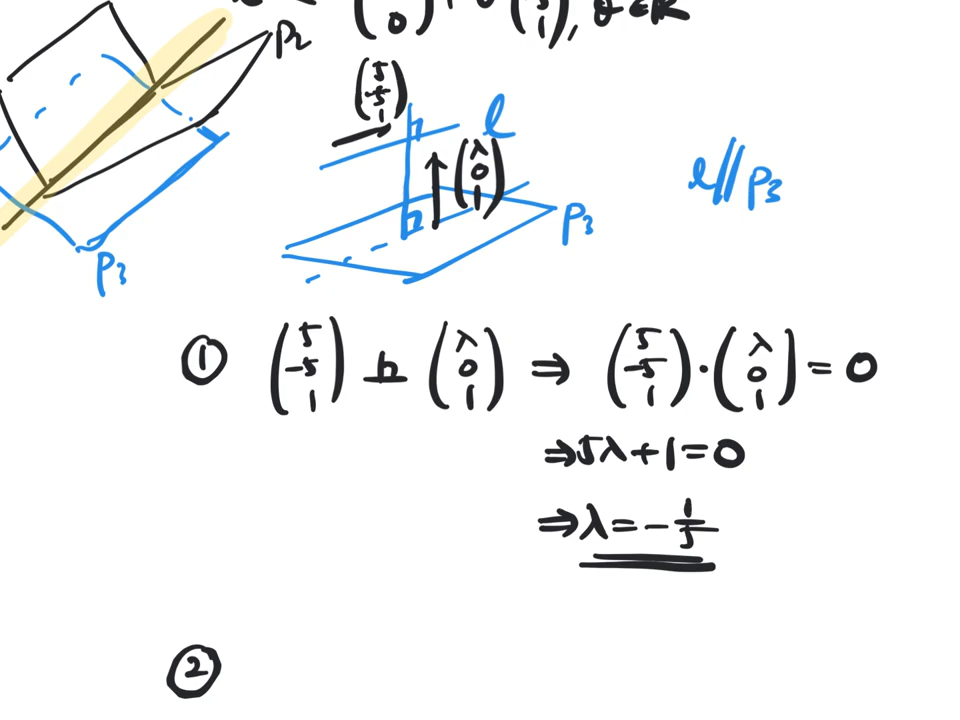 P2
(5 -5 1)
l
(λ 0 1)
P3
l // P3
P3
① (5 -5 1) ⊥ (λ 0 1) ⇒ (5 -5 1) · (λ 0 1) = 0
⇒ 5λ + 1 = 0
⇒ λ = - 1/5
②